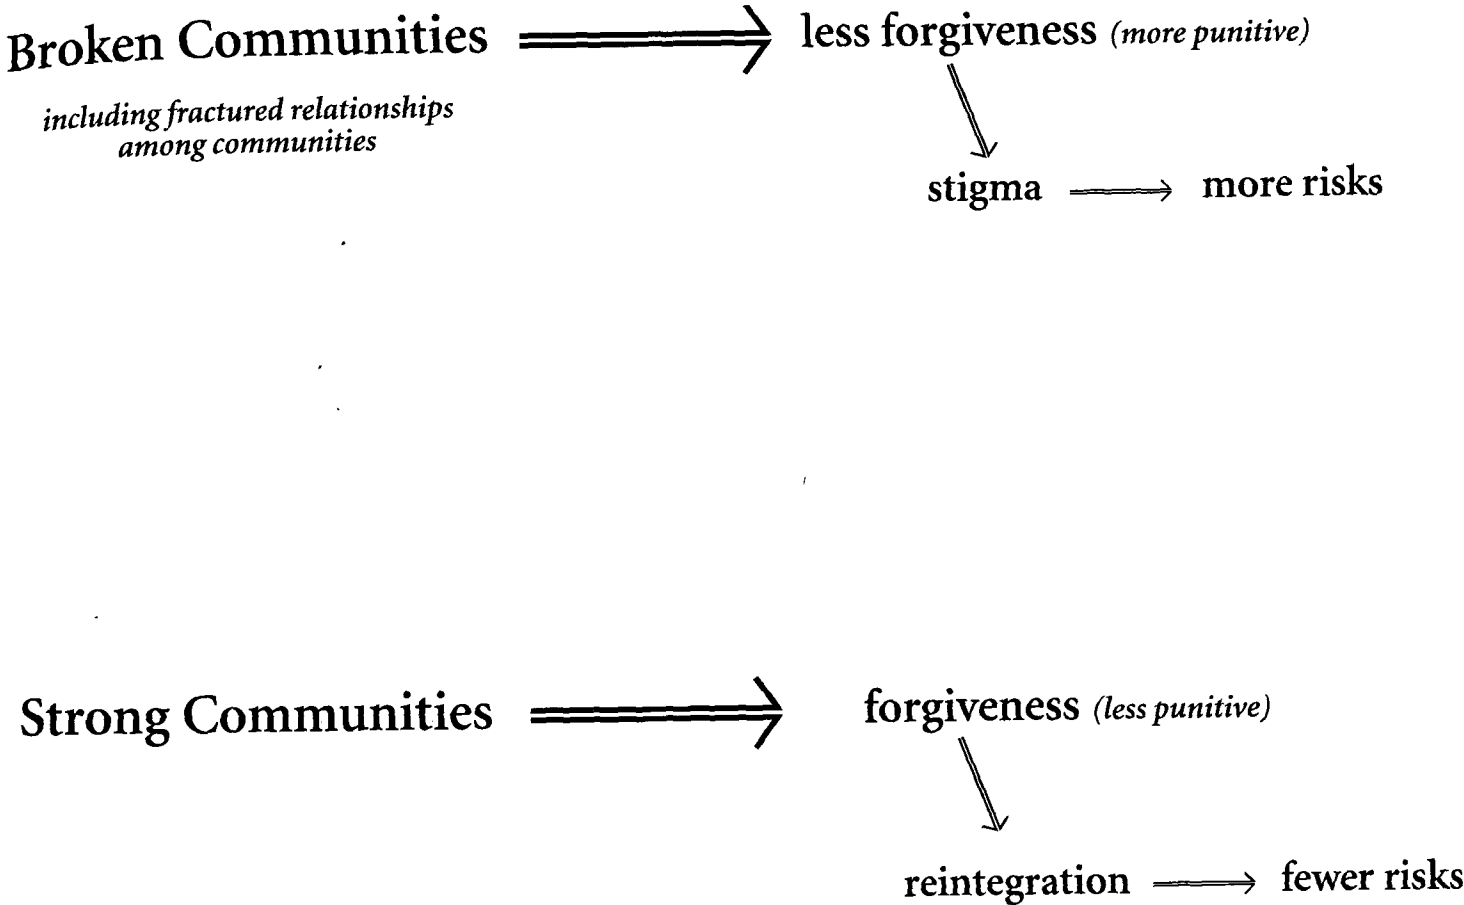 Broken Communities
less forgiveness (more punitive)
including fractured relationships
among communities
stigma
more risks
Strong Communities
forgiveness (less punitive)
reintegration
fewer risks